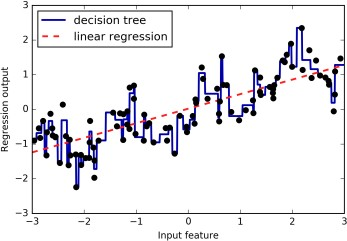 3
decision tree
linear regression
2
1
0
−1
−2
−3
Regression output
−3 −2 −1 0 1 2 3
Input feature